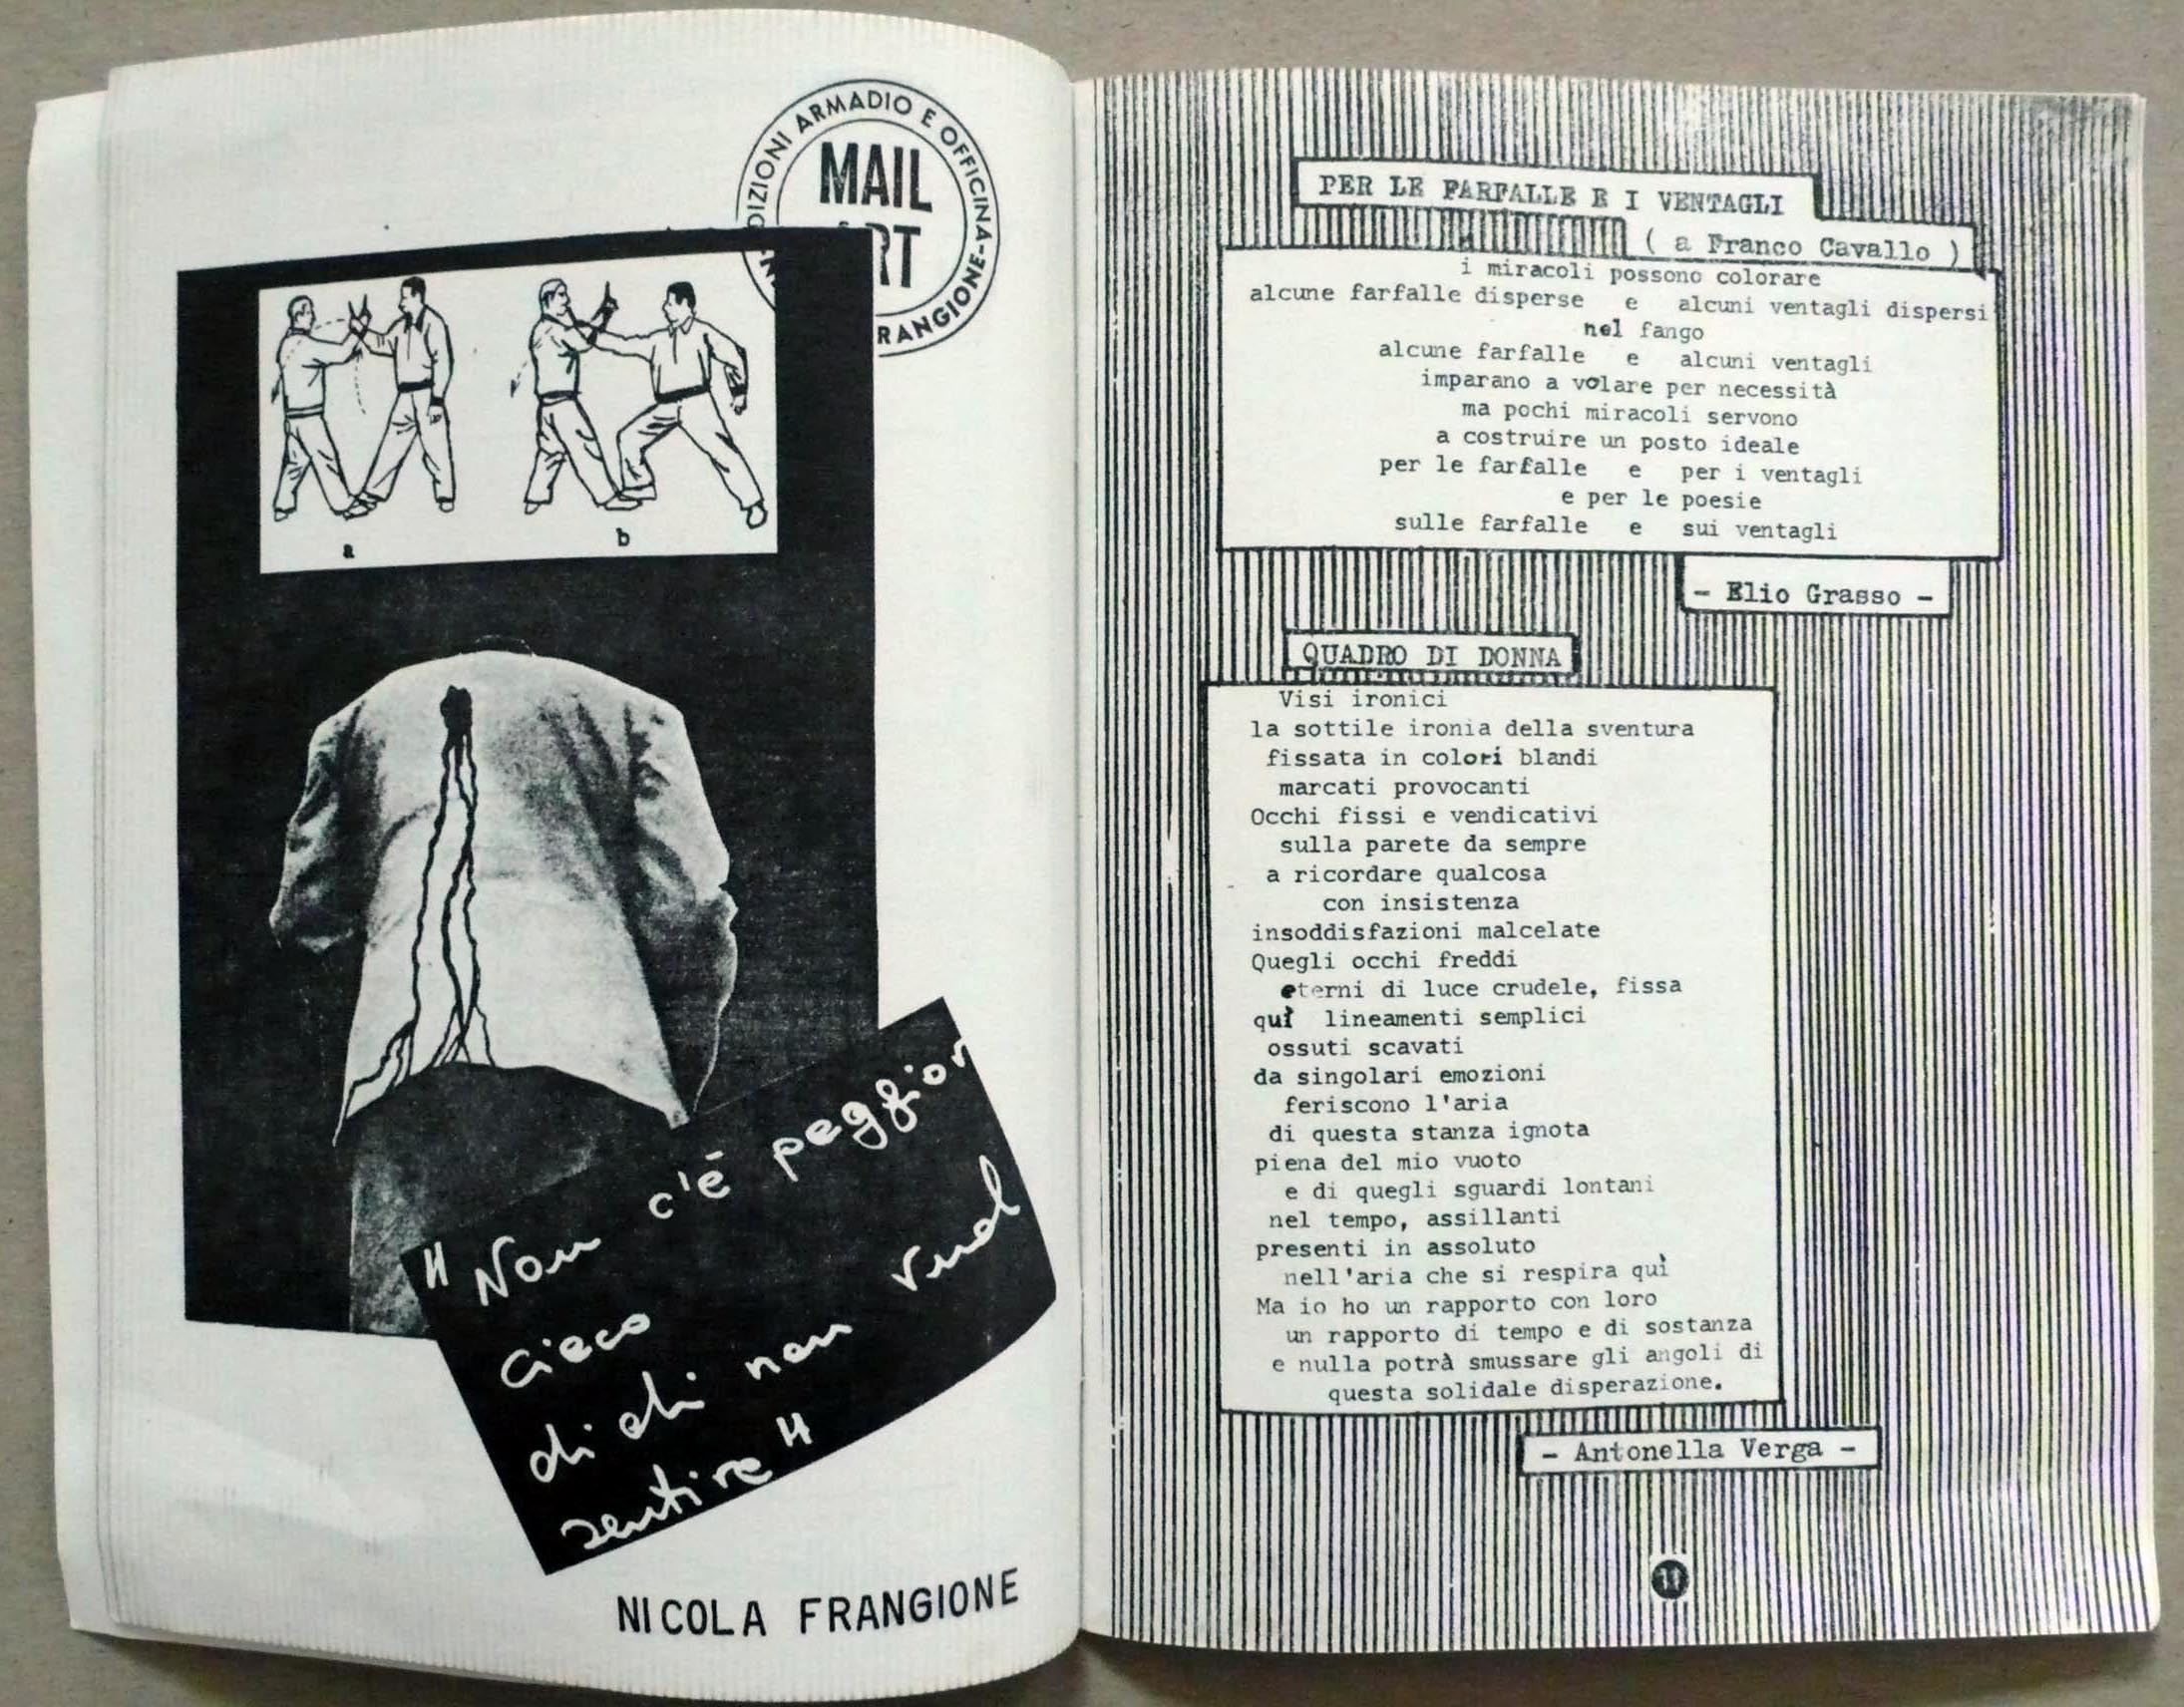 DIZIONI ARMADIO E OFFICINA-
RANGIONE-
MAIL
RT
a
b
" Non c'è peggior
cieco
di chi non vuol
sentire "
NICOLA FRANGIONE
PER LE FARFALLE E I VENTAGLI
( a Franco Cavallo )
i miracoli possono colorare
alcune farfalle disperse e alcuni ventagli dispersi
nel fango
alcune farfalle e alcuni ventagli
imparano a volare per necessità
ma pochi miracoli servono
a costruire un posto ideale
per le farfalle e per i ventagli
e per le poesie
sulle farfalle e sui ventagli
- Elio Grasso -
QUADRO DI DONNA
Visi ironici
la sottile ironia della sventura
fissata in colori blandi
marcati provocanti
Occhi fissi e vendicativi
sulla parete da sempre
a ricordare qualcosa
con insistenza
insoddisfazioni malcelate
Quegli occhi freddi
eterni di luce crudele, fissa
quì lineamenti semplici
ossuti scavati
da singolari emozioni
feriscono l'aria
di questa stanza ignota
piena del mio vuoto
e di quegli sguardi lontani
nel tempo, assillanti
presenti in assoluto
nell'aria che si respira quì
Ma io ho un rapporto con loro
un rapporto di tempo e di sostanza
e nulla potrà smussare gli angoli di
questa solidale disperazione.
- Antonella Verga -